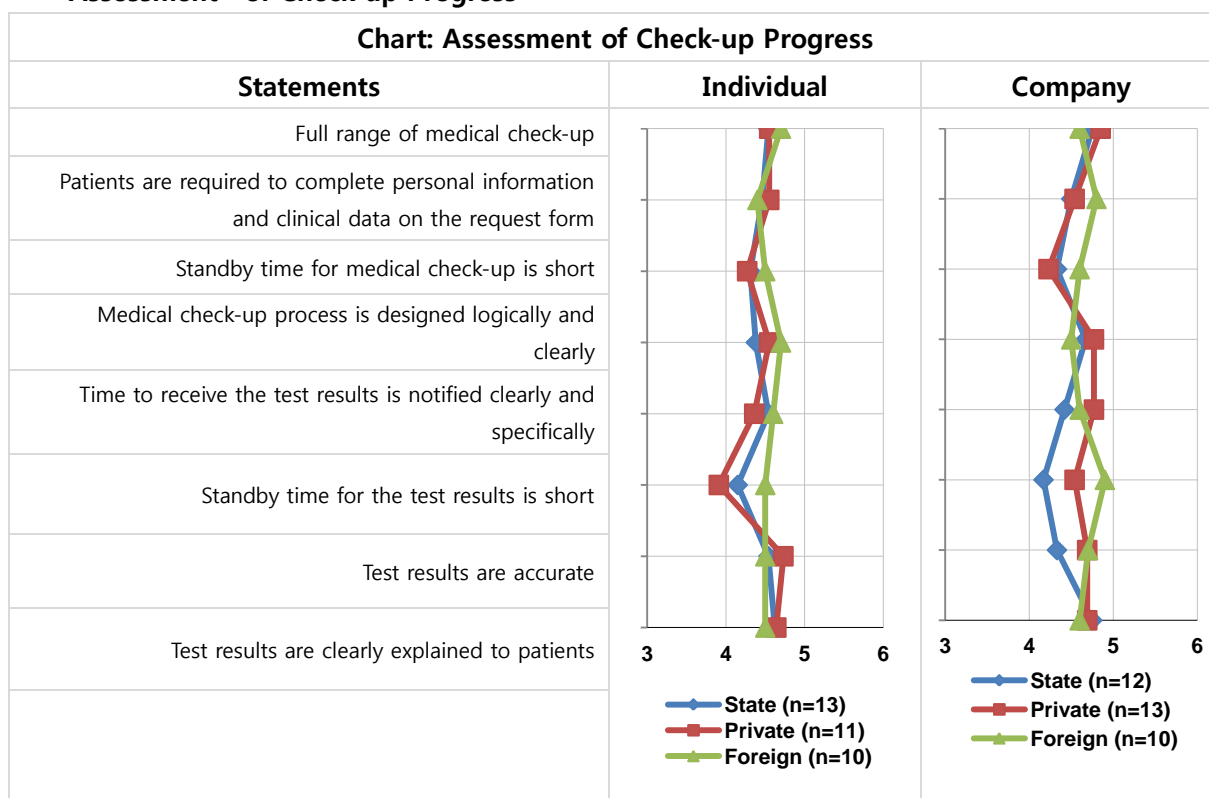 Chart: Assessment of Check-up Progress
Statements
Individual
Company
Full range of medical check-up
Patients are required to complete personal information
and clinical data on the request form
Standby time for medical check-up is short
Medical check-up process is designed logically and
clearly
Time to receive the test results is notified clearly and
specifically
Standby time for the test results is short
Test results are accurate
Test results are clearly explained to patients
3 4 5 6
State (n=13)
Private (n=11)
Foreign (n=10)
3 4 5 6
State (n=12)
Private (n=13)
Foreign (n=10)